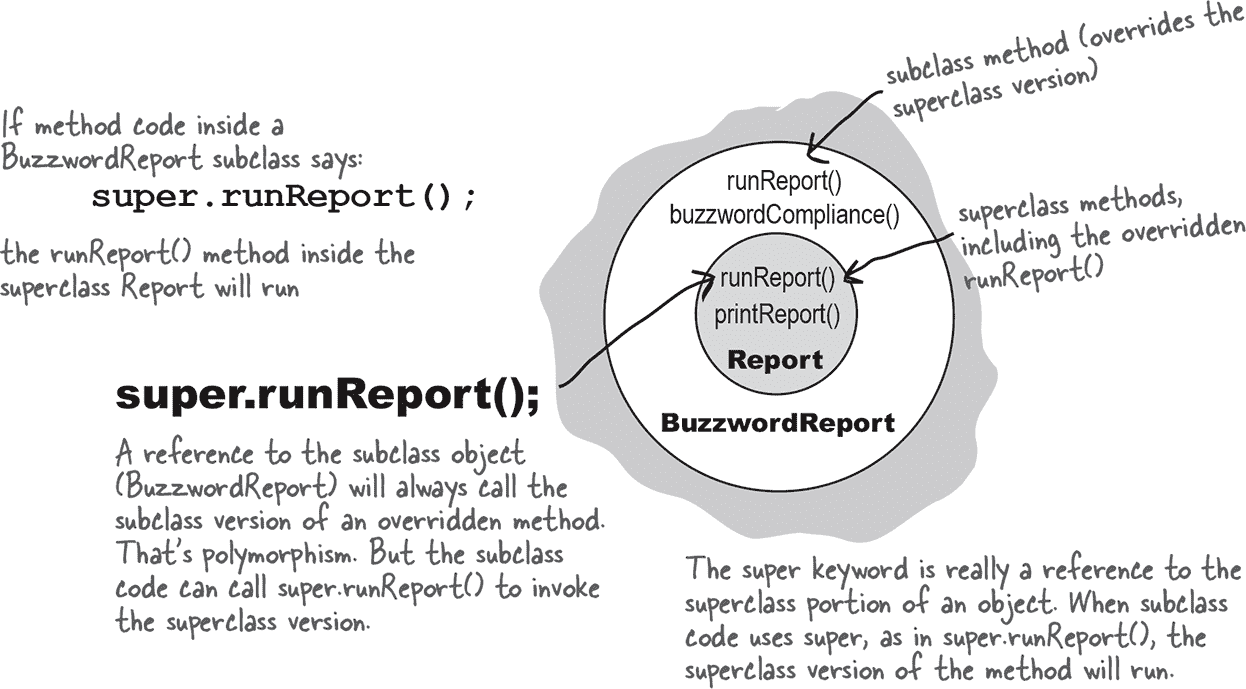 If method code inside a
BuzzwordReport subclass says:
super.runReport();
the runReport() method inside the
superclass Report will run
super.runReport();
A reference to the subclass object
(BuzzwordReport) will always call the
subclass version of an overridden method.
That's polymorphism. But the subclass
code can call super.runReport() to invoke
the superclass version.
subclass method (overrides the
superclass version)
runReport()
buzzwordCompliance()
superclass methods,
including the overridden
runReport()
runReport()
printReport()
Report
BuzzwordReport
The super keyword is really a reference to the
superclass portion of an object. When subclass
code uses super, as in super.runReport(), the
superclass version of the method will run.